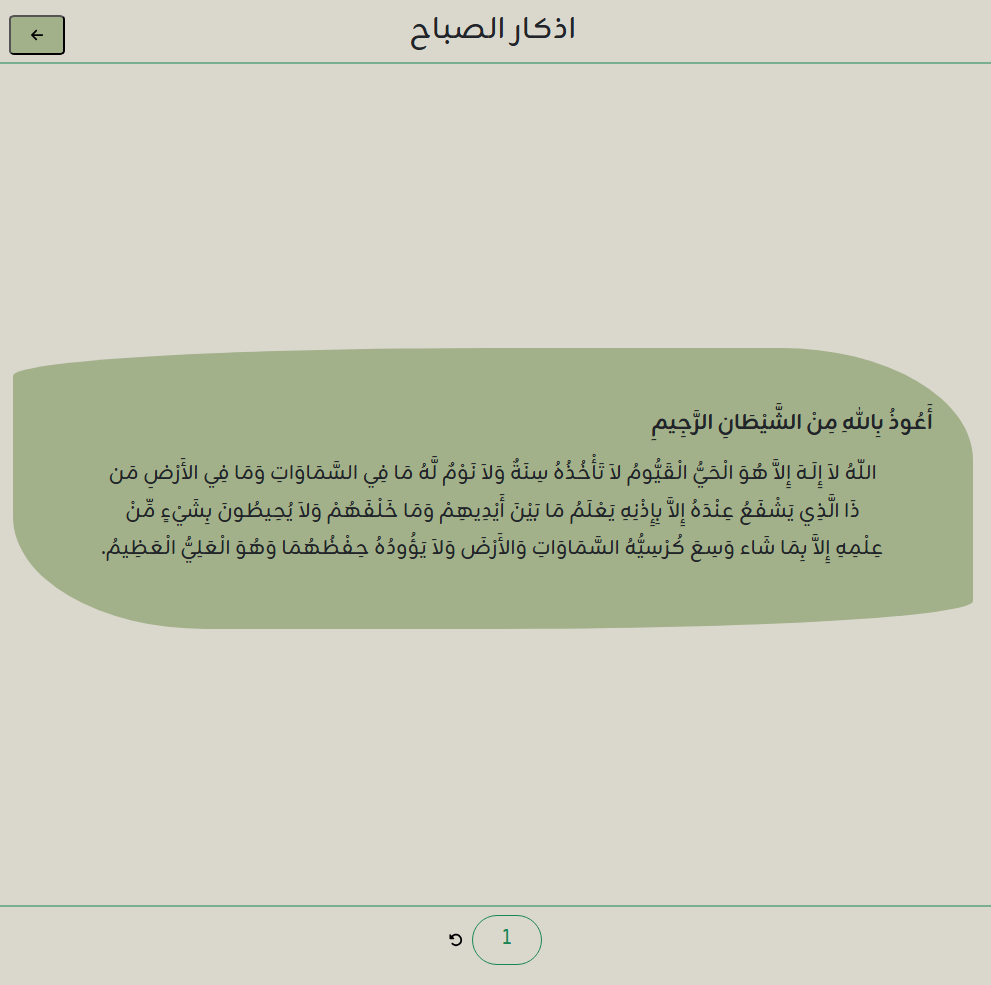 اذكار الصباح
أَعُوذُ بِاللهِ مِنْ الشَّيْطَانِ الرَّجِيمِ
اللّهُ لاَ إِلَـهَ إِلاَّ هُوَ الْحَيُّ الْقَيُّومُ لاَ تَأْخُذُهُ سِنَةٌ وَلاَ نَوْمٌ لَّهُ مَا فِي السَّمَاوَاتِ وَمَا فِي الأَرْضِ مَن
ذَا الَّذِي يَشْفَعُ عِنْدَهُ إِلاَّ بِإِذْنِهِ يَعْلَمُ مَا بَيْنَ أَيْدِيهِمْ وَمَا خَلْفَهُمْ وَلاَ يُحِيطُونَ بِشَيْءٍ مِّنْ
عِلْمِهِ إِلاَّ بِمَا شَاء وَسِعَ كُرْسِيُّهُ السَّمَاوَاتِ وَالأَرْضَ وَلاَ يَؤُودُهُ حِفْظُهُمَا وَهُوَ الْعَلِيُّ الْعَظِيمُ.
1